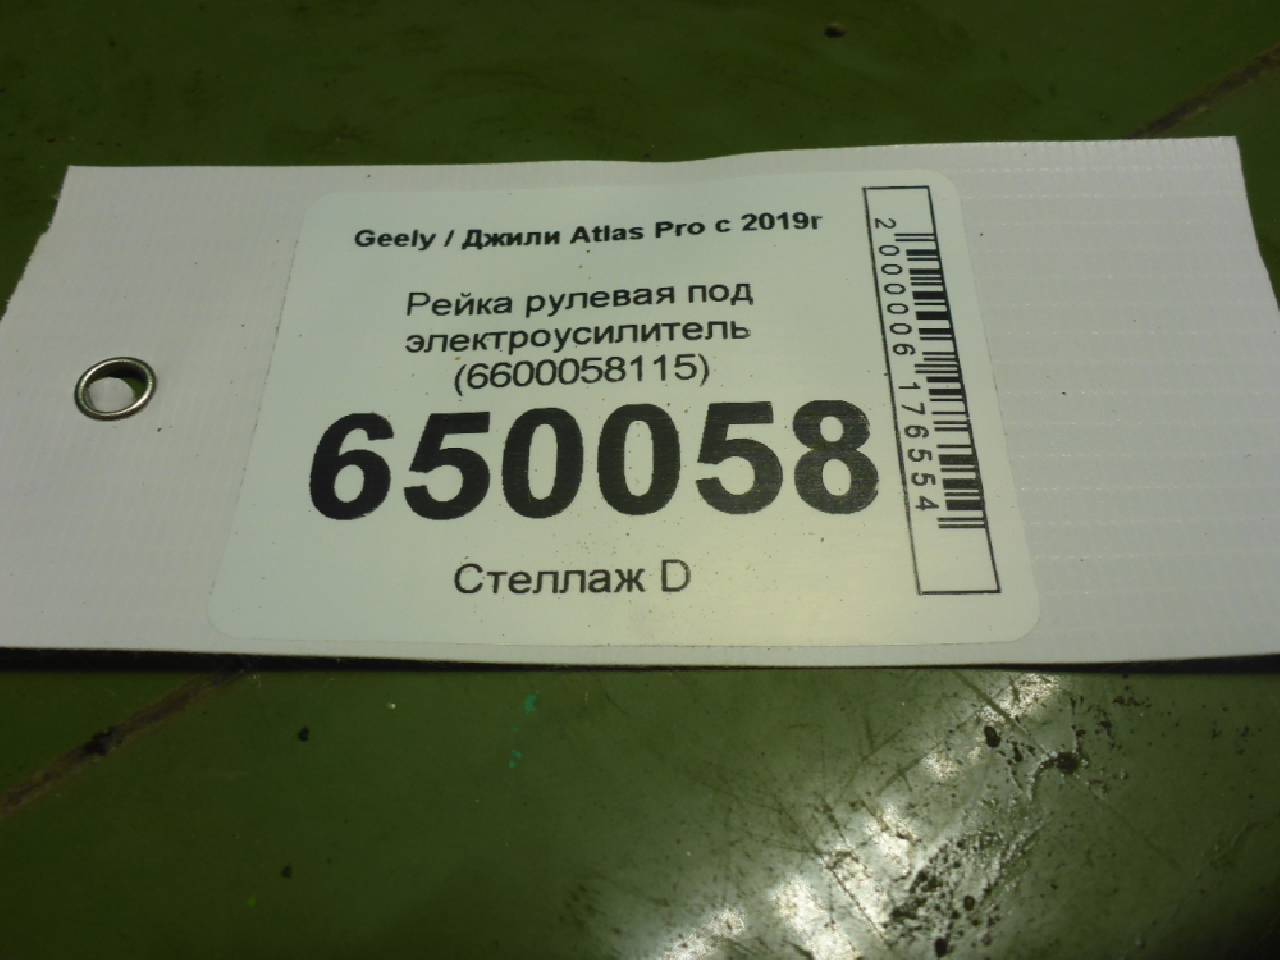 Geely / Джили Atlas Pro с 2019г
Рейка рулевая под
электроусилитель
(6600058115)
650058
Стеллаж D
2000006176554